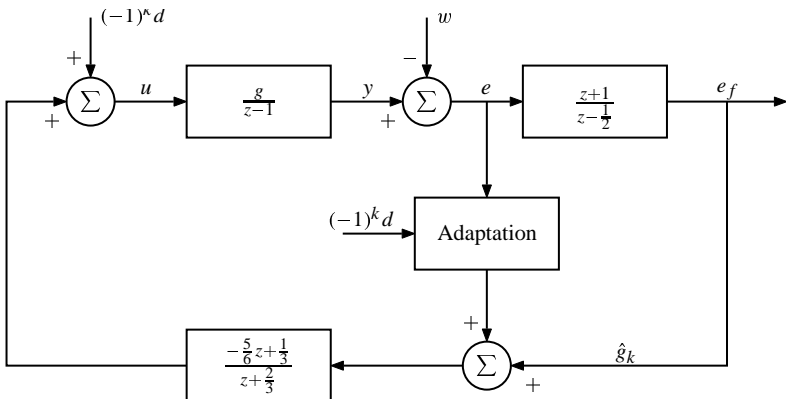 (-1)^k d
w
+
−
Σ
u
g/(z-1)
y
Σ
e
(z+1)/(z-1/2)
e_f
+
+
(-1)^k d
Adaptation
+
(-5/6 z+1/3)/(z+2/3)
Σ
ĝ_k
+